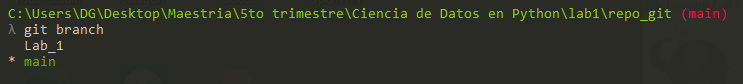 C:\Users\DG\Desktop\Maestria\5to trimestre\Ciencia de Datos en Python\lab1\repo_git (main)
λ git branch
  Lab_1
* main